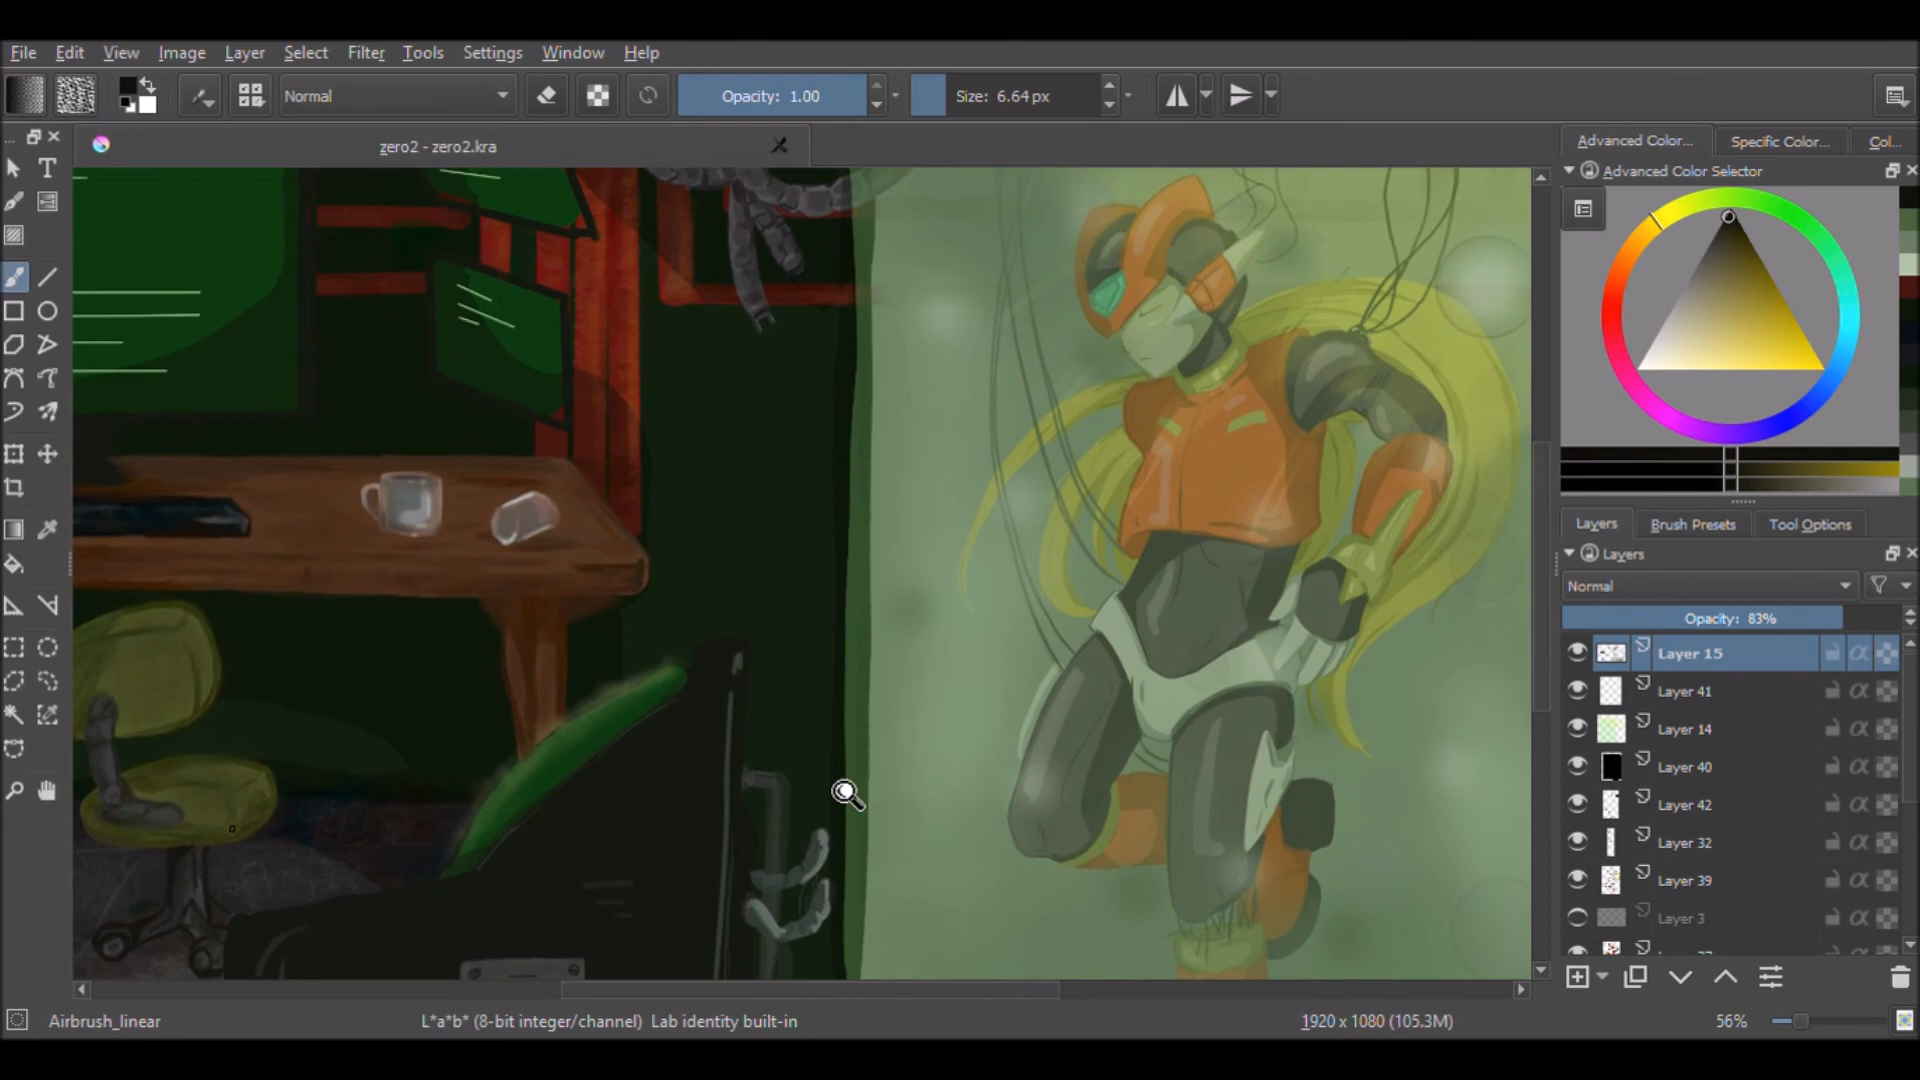 File Edit View Image Layer Select Filter Tools Settings Window Help
Normal Opacity: 1.00 Size: 6.64 px
zero2 - zero2.kra
Advanced Color... Specific Color... Col...
Advanced Color Selector
Layers Brush Presets Tool Options
Layers
Normal
Opacity: 83%
Layer 15
Layer 41
Layer 14
Layer 40
Layer 42
Layer 32
Layer 39
Layer 3
Airbrush_linear L*a*b* (8-bit integer/channel) Lab identity built-in 1920 x 1080 (105.3M) 56%